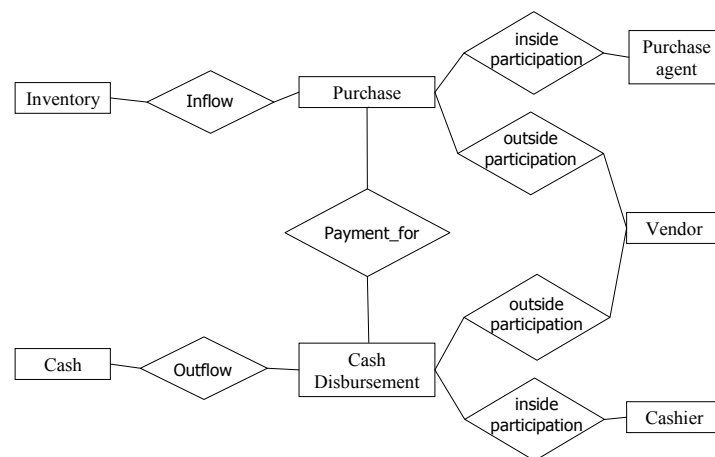 inside
participation
Purchase
agent
Inventory
Inflow
Purchase
outside
participation
Payment_for
Vendor
outside
participation
Cash
Outflow
Cash
Disbursement
inside
participation
Cashier